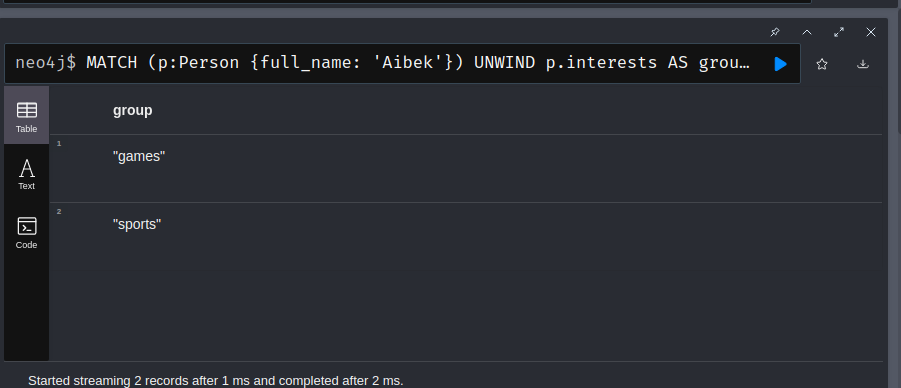 neo4j$ MATCH (p:Person {full_name: 'Aibek'}) UNWIND p.interests AS grou…
Table
group
1
"games"
Text
2
"sports"
Code
Started streaming 2 records after 1 ms and completed after 2 ms.